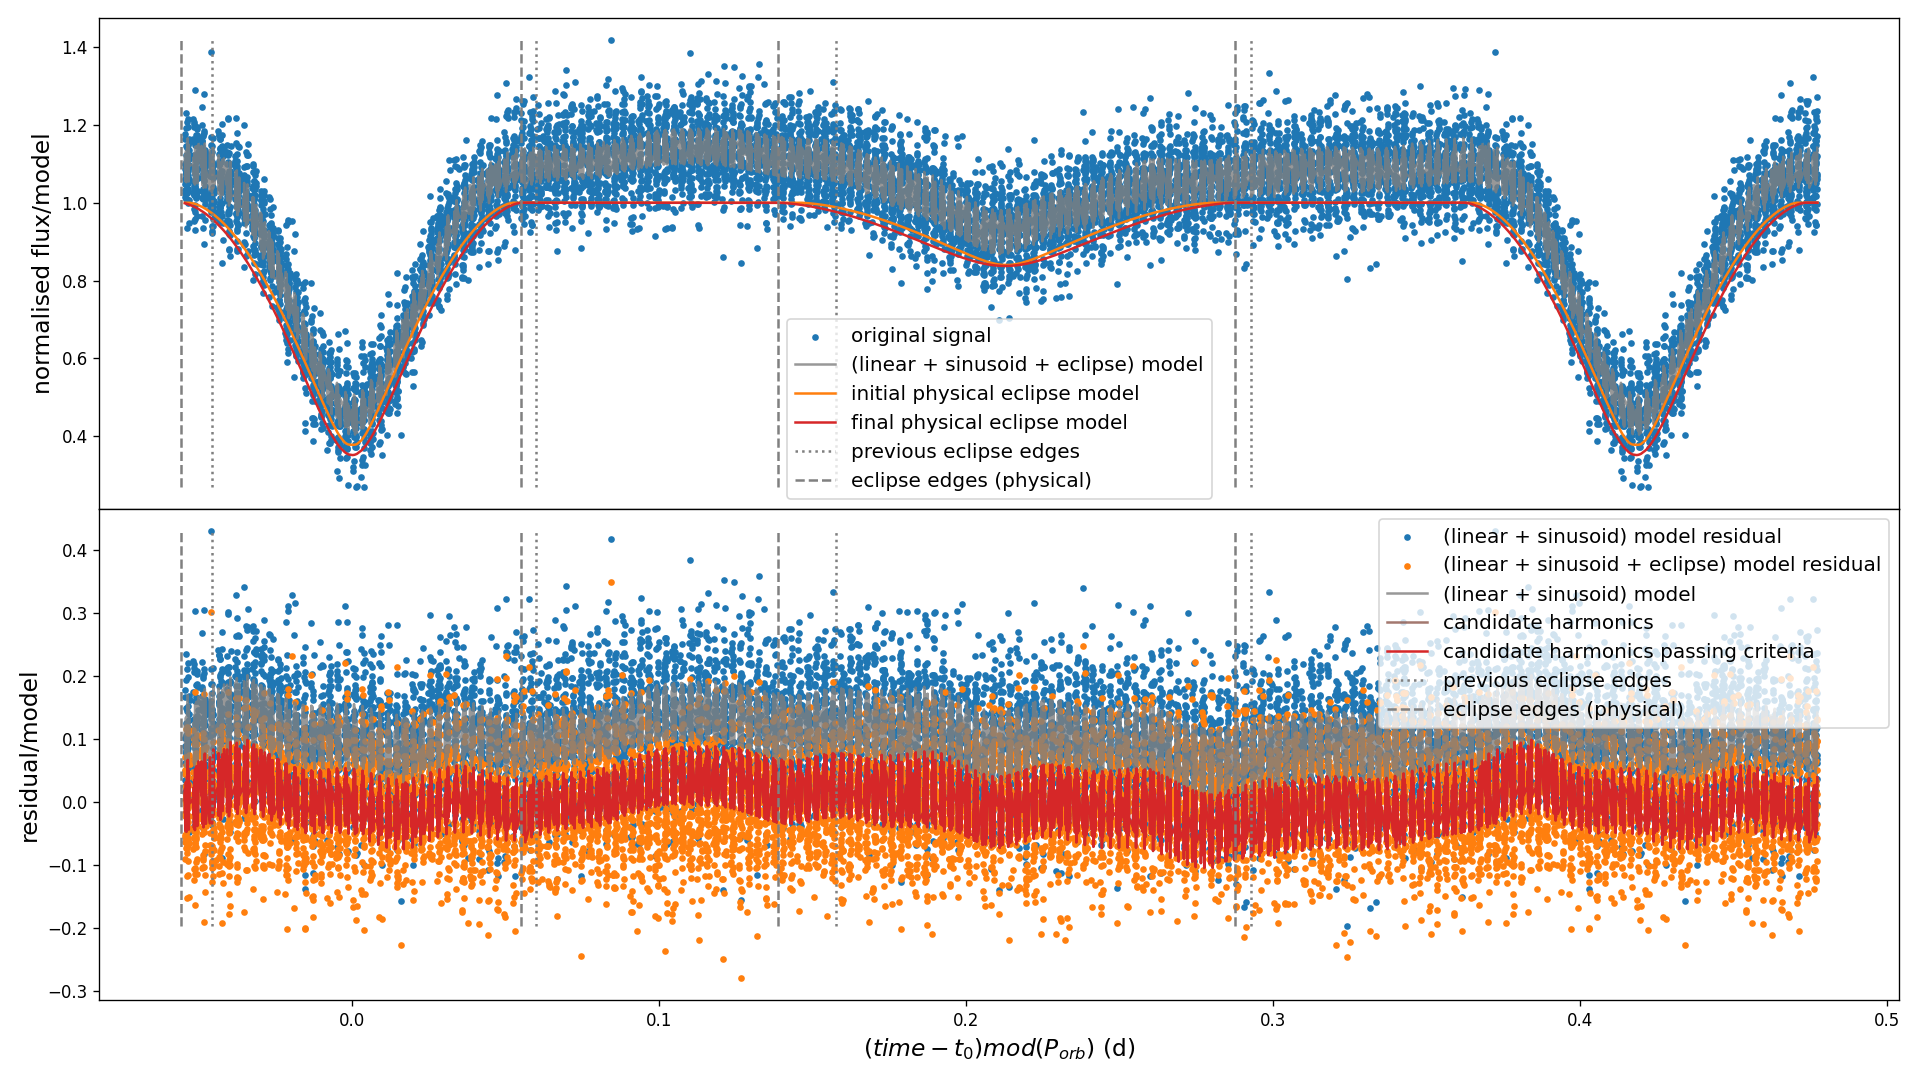 normalised flux/model
1.4
1.2
1.0
0.8
0.6
0.4
original signal
(linear + sinusoid + eclipse) model
initial physical eclipse model
final physical eclipse model
previous eclipse edges
eclipse edges (physical)
residual/model
0.4
0.3
0.2
0.1
0.0
−0.1
−0.2
−0.3
(linear + sinusoid) model residual
(linear + sinusoid + eclipse) model residual
(linear + sinusoid) model
candidate harmonics
candidate harmonics passing criteria
previous eclipse edges
eclipse edges (physical)
0.0 0.1 0.2 0.3 0.4 0.5
(time − t₀)mod(P_orb) (d)